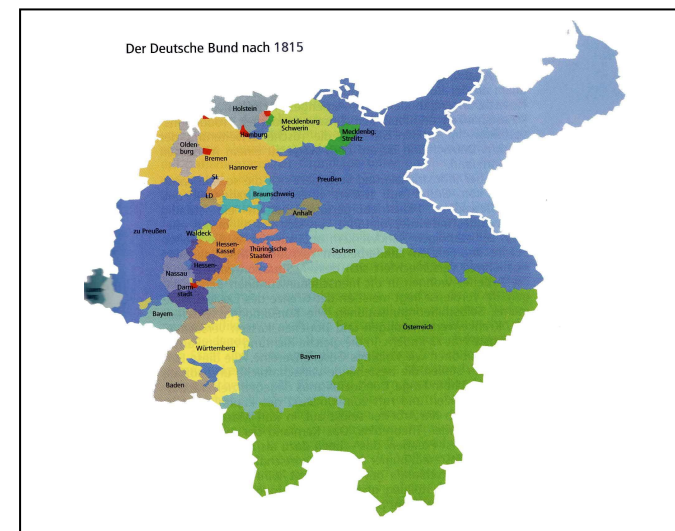 Der Deutsche Bund nach 1815
Holstein
Mecklenburg
Schwerin
Mecklenbg.
Strelitz
Hamburg
Olden-
burg
Bremen
Hannover
SL
LD
Braunschweig
Preußen
Anhalt
zu Preußen
Waldeck
Hessen-
Kassel
Thüringische
Staaten
Sachsen
Hessen-
Nassau
Darm-
stadt
Bayern
Österreich
Württemberg
Bayern
Baden